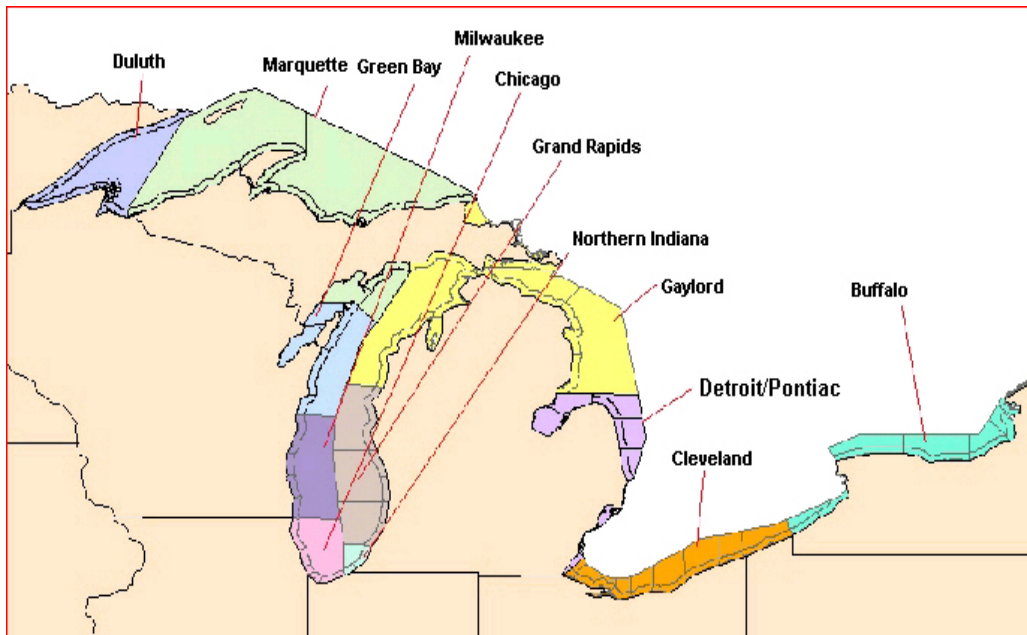 Milwaukee
Duluth
Marquette
Green Bay
Chicago
Grand Rapids
Northern Indiana
Gaylord
Buffalo
Detroit/Pontiac
Cleveland